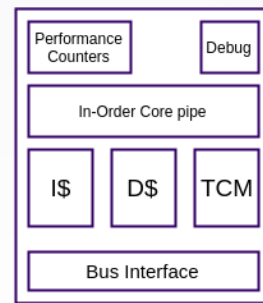 Performance
Counters
Debug
In-Order Core pipe
I$
D$
TCM
Bus Interface